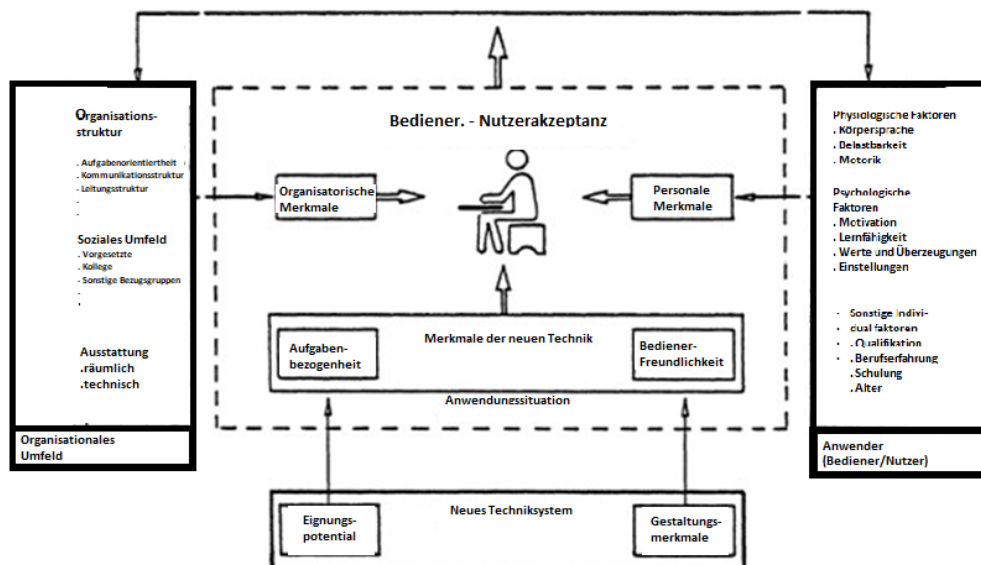 Organisations-
struktur
. Aufgabenorientiertheit
. Kommunikationsstruktur
. Leitungsstruktur
.
.
Soziales Umfeld
. Vorgesetzte
. Kollege
- Sonstige Bezugsgruppen
.
.
Ausstattung
.räumlich
.technisch
Organisationales
Umfeld
Bediener. - Nutzerakzeptanz
Organisatorische
Merkmale
Personale
Merkmale
Merkmale der neuen Technik
Aufgaben-
bezogenheit
Bediener-
Freundlichkeit
Anwendungssituation
Neues Techniksystem
Eignungs-
potential
Gestaltungs-
merkmale
Physiologische Faktoren
. Körpersprache
. Belastbarkeit
. Motorik
Psychologische
Faktoren
. Motivation
. Lernfähigkeit
. Werte und Überzeugungen
. Einstellungen
- Sonstige Indivi-
dual faktoren
. Qualifikation
. Berufserfahrung
. Schulung
. Alter
Anwender
(Bediener/Nutzer)